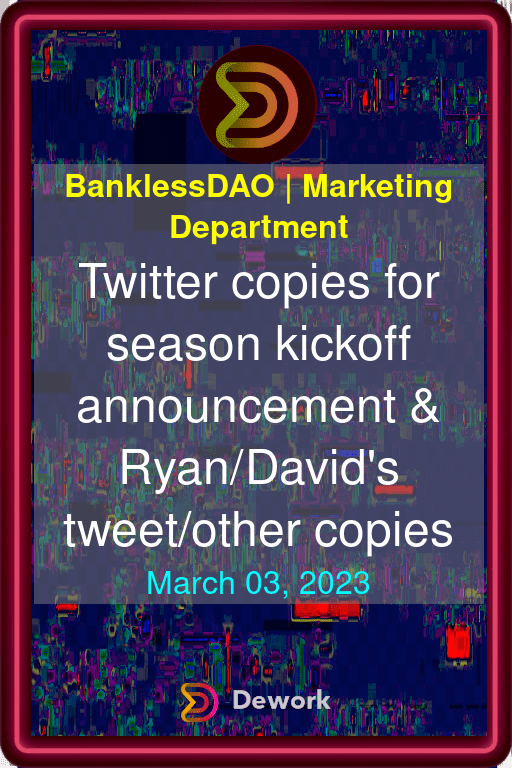 BanklessDAO | Marketing
Department
Twitter copies for
season kickoff
announcement &
Ryan/David's
tweet/other copies
March 03, 2023
Dework